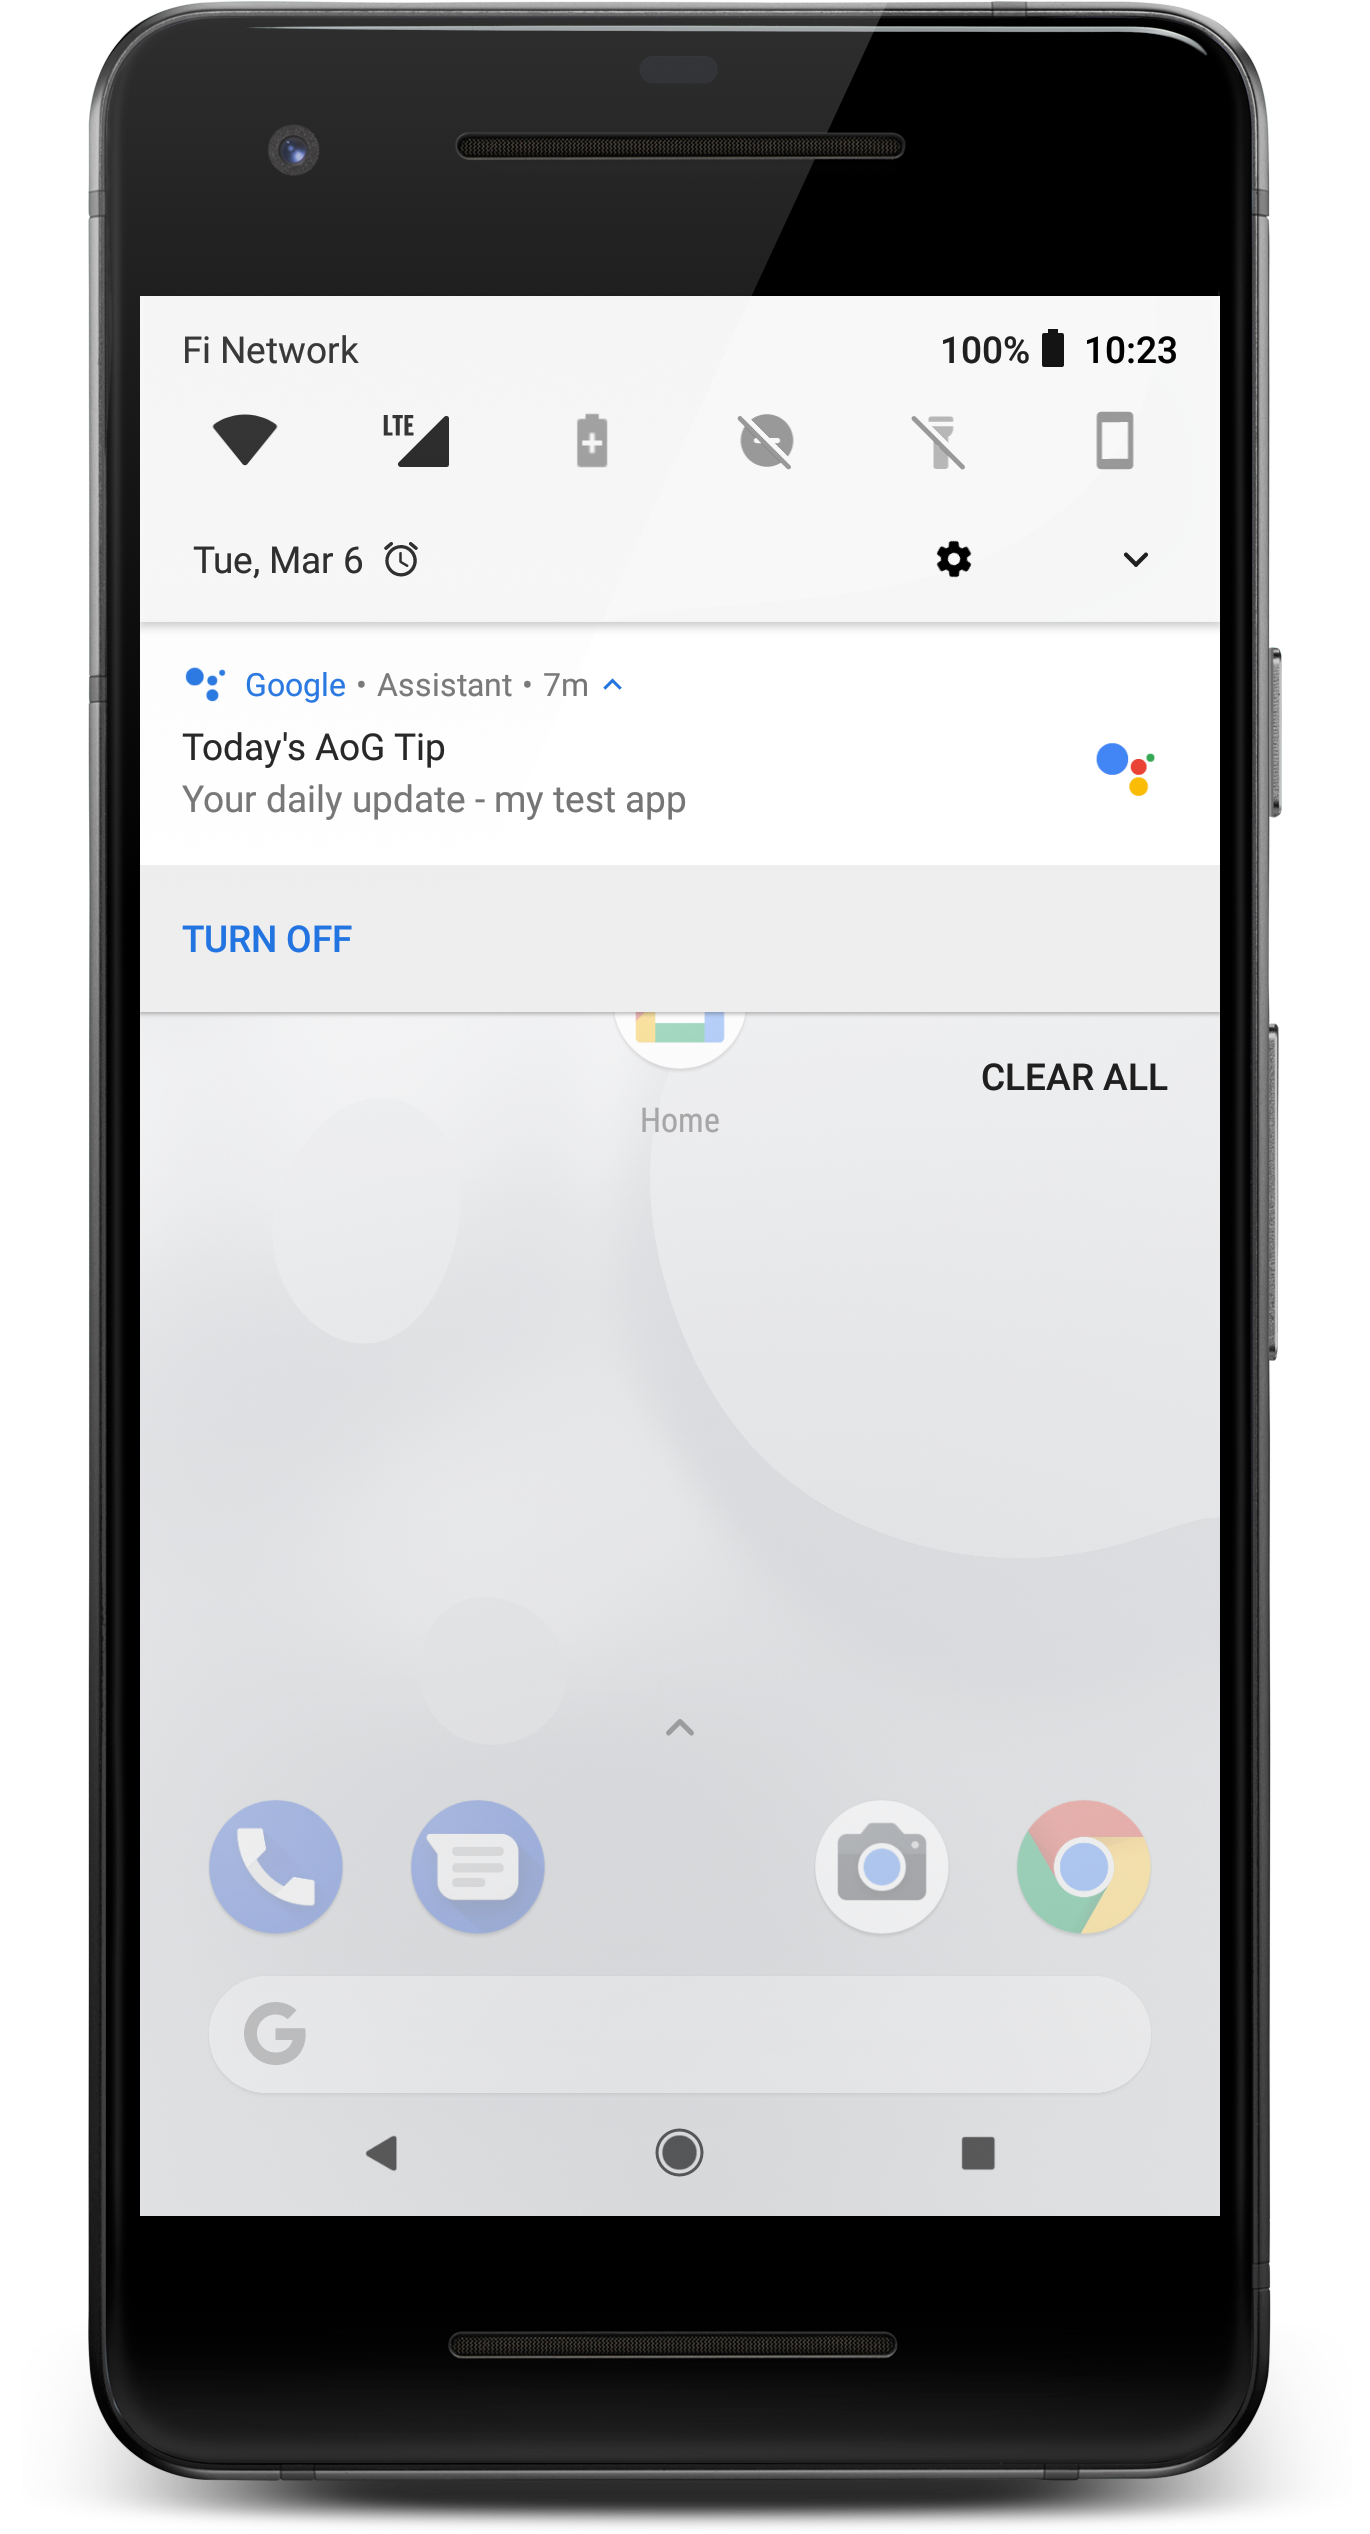 Fi Network 100% 10:23
LTE
Tue, Mar 6
Google • Assistant • 7m
Today's AoG Tip
Your daily update - my test app
TURN OFF
CLEAR ALL
Home
G